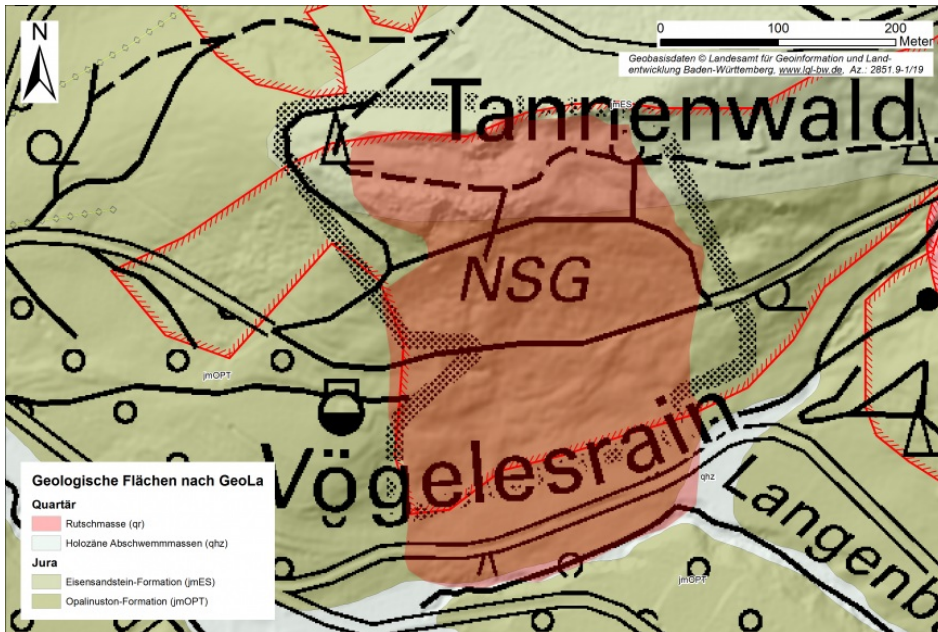 N
0 100 200
Meter
Geobasisdaten © Landesamt für Geoinformation und Land-
entwicklung Baden-Württemberg, www.lgl-bw.de, Az.: 2851.9-1/19
jmES
Tannenwald
NSG
jmOPT
Vögelesrain
qhz
Langenb
jmOPT
Geologische Flächen nach GeoLa
Quartär
Rutschmasse (qr)
Holozäne Abschwemmmassen (qhz)
Jura
Eisensandstein-Formation (jmES)
Opalinuston-Formation (jmOPT)